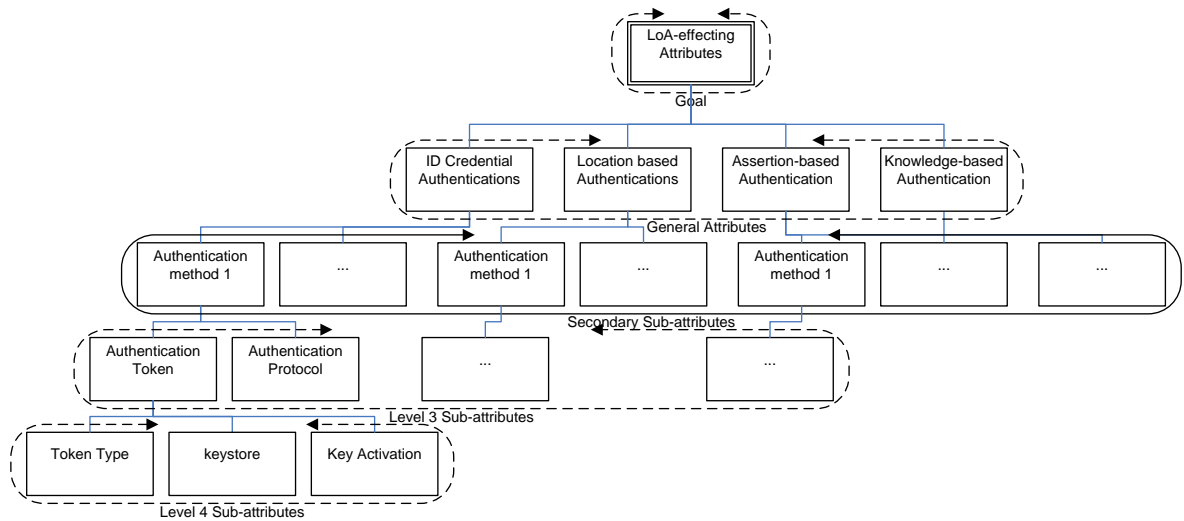 LoA-effecting
Attributes
Goal
ID Credential
Authentications
Location based
Authentications
Assertion-based
Authentication
Knowledge-based
Authentication
General Attributes
Authentication
method 1
...
Authentication
method 1
...
Authentication
method 1
...
...
Secondary Sub-attributes
Authentication
Token
Authentication
Protocol
...
...
Level 3 Sub-attributes
Token Type
keystore
Key Activation
Level 4 Sub-attributes